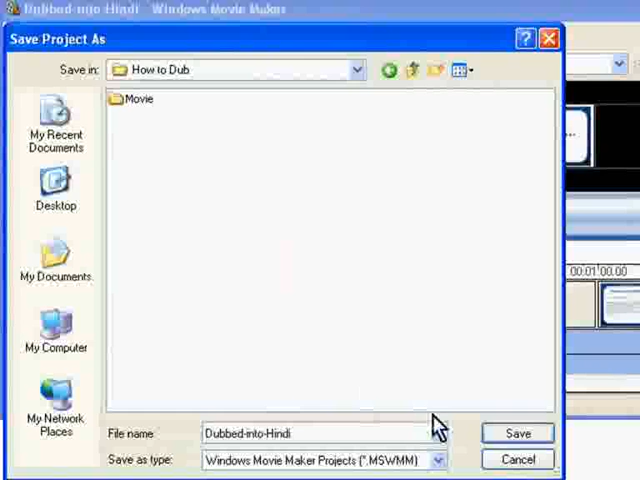 Dubbed-into-Hindi - Windows Movie Maker
Save Project As
Save in: How to Dub
Movie
My Recent
Documents
Desktop
My Documents
My Computer
My Network
Places
00:01:00.00
File name: Dubbed-into-Hindi Save
Save as type: Windows Movie Maker Projects (*.MSWMM) Cancel